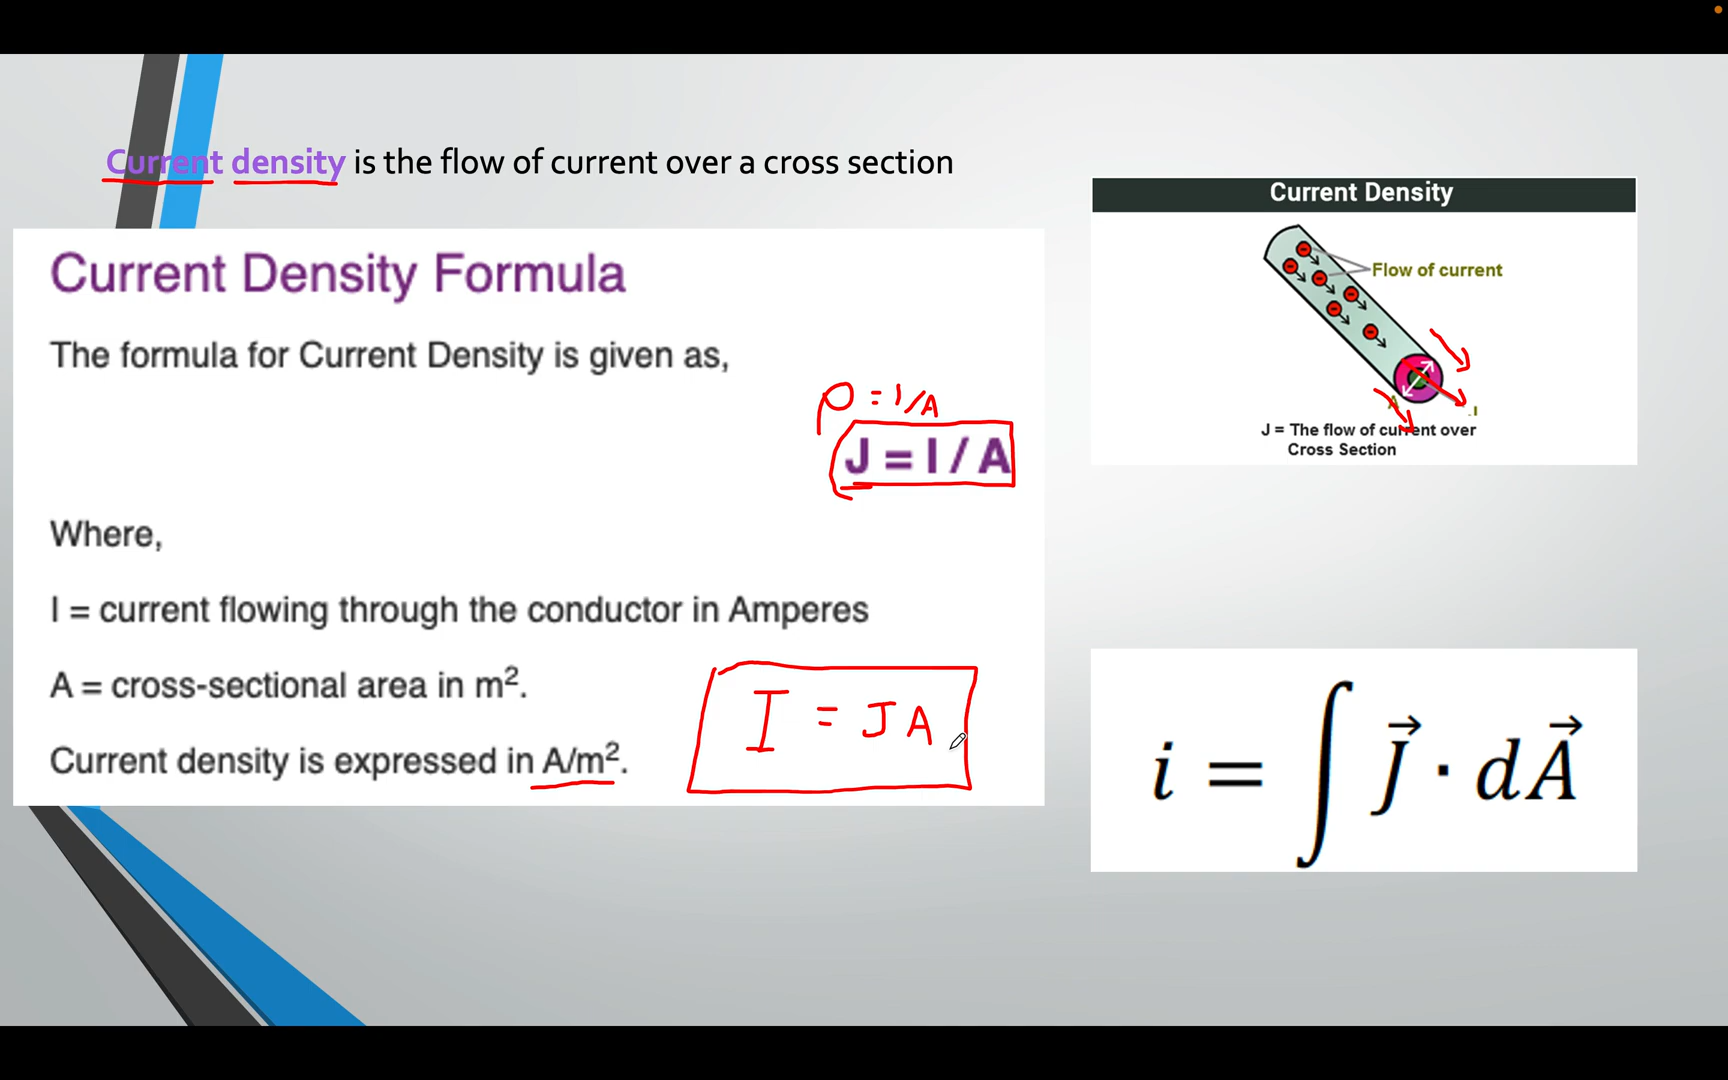 Current density is the flow of current over a cross section
Current Density Formula
The formula for Current Density is given as,
ρ = I/A
J = I / A
Where,
I = current flowing through the conductor in Amperes
A = cross-sectional area in m².
Current density is expressed in A/m².
I = JA
Current Density
Flow of current
A
I
J = The flow of current over
Cross Section
i = ∫ J⃗ · dA⃗